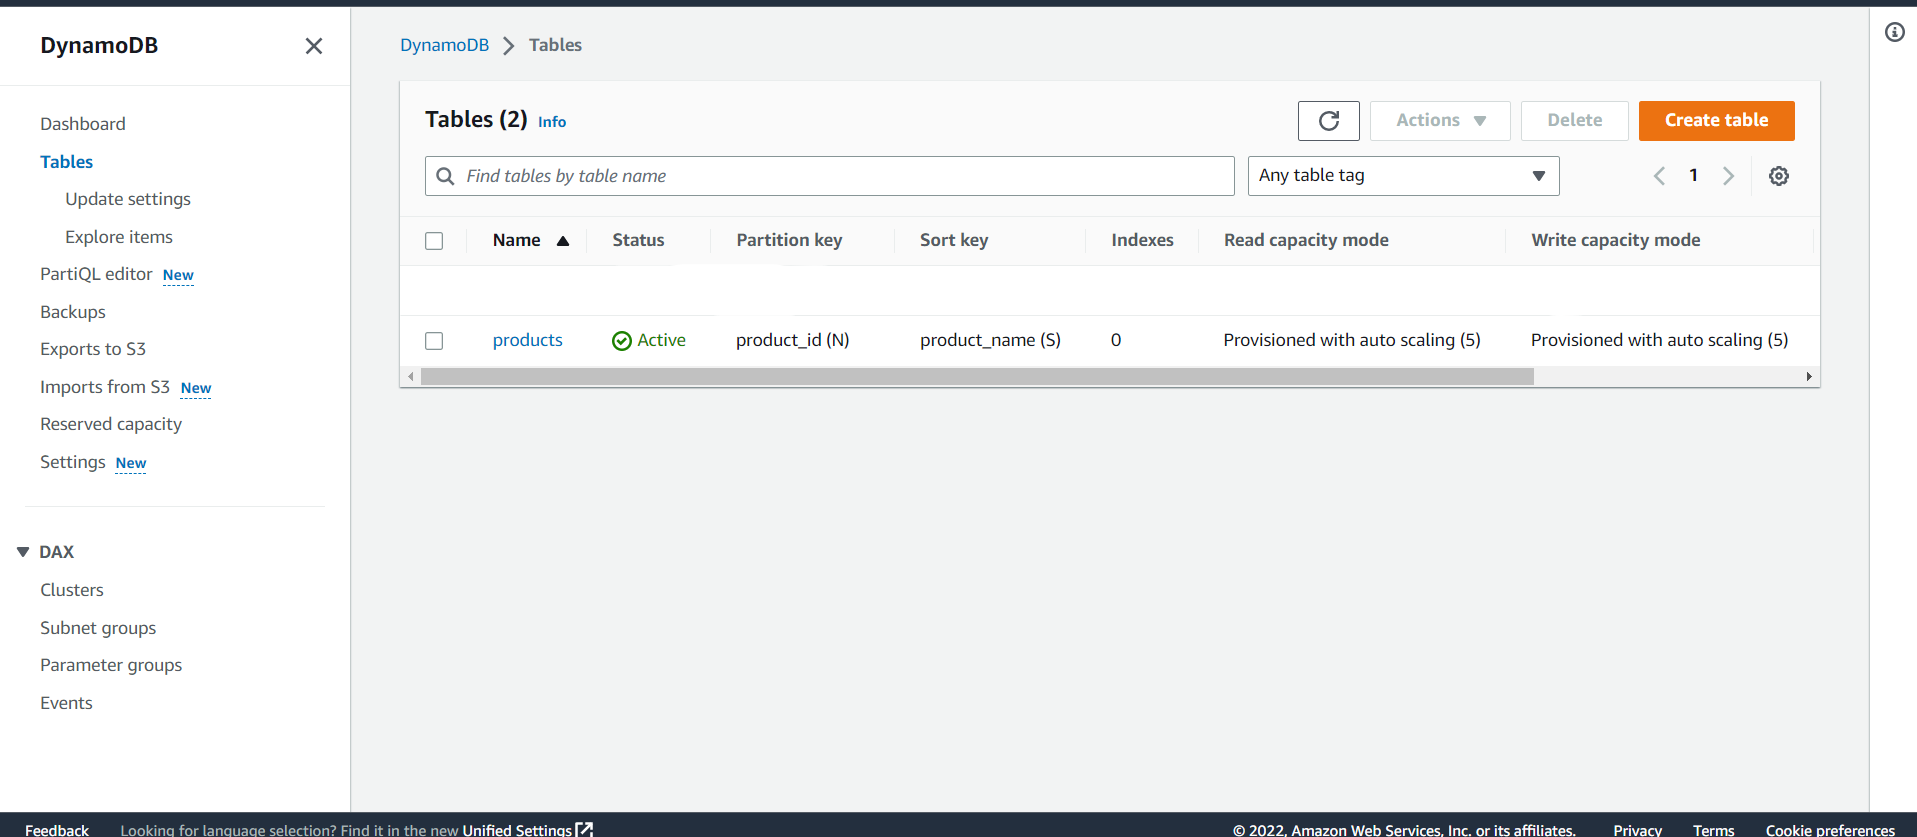 DynamoDB
Dashboard
Tables
Update settings
Explore items
PartiQL editor New
Backups
Exports to S3
Imports from S3 New
Reserved capacity
Settings New
DAX
Clusters
Subnet groups
Parameter groups
Events
DynamoDB Tables
Tables (2) Info
Actions Delete Create table
Find tables by table name Any table tag 1
Name Status Partition key Sort key Indexes Read capacity mode Write capacity mode
products Active product_id (N) product_name (S) 0 Provisioned with auto scaling (5) Provisioned with auto scaling (5)
Feedback Looking for language selection? Find it in the new Unified Settings © 2022, Amazon Web Services, Inc. or its affiliates. Privacy Terms Cookie preferences